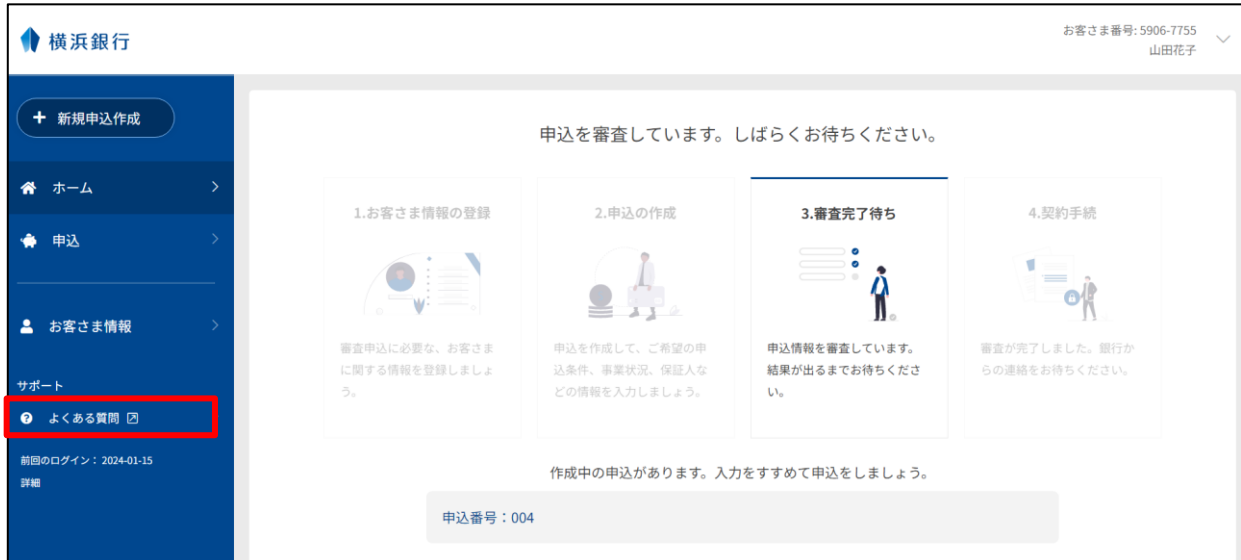 横浜銀行
お客さま番号: 5906-7755
山田花子
新規申込作成
ホーム
申込
お客さま情報
サポート
よくある質問
前回のログイン： 2024-01-15
詳細
申込を審査しています。しばらくお待ちください。
1.お客さま情報の登録
審査申込に必要な、お客さま
に関する情報を登録しましょ
う。
2.申込の作成
申込を作成して、ご希望の申
込条件、事業状況、保証人な
どの情報を入力しましょう。
3.審査完了待ち
申込情報を審査しています。
結果が出るまでお待ちくださ
い。
4.契約手続
審査が完了しました。銀行か
らの連絡をお待ちください。
作成中の申込があります。入力をすすめて申込をしましょう。
申込番号：004